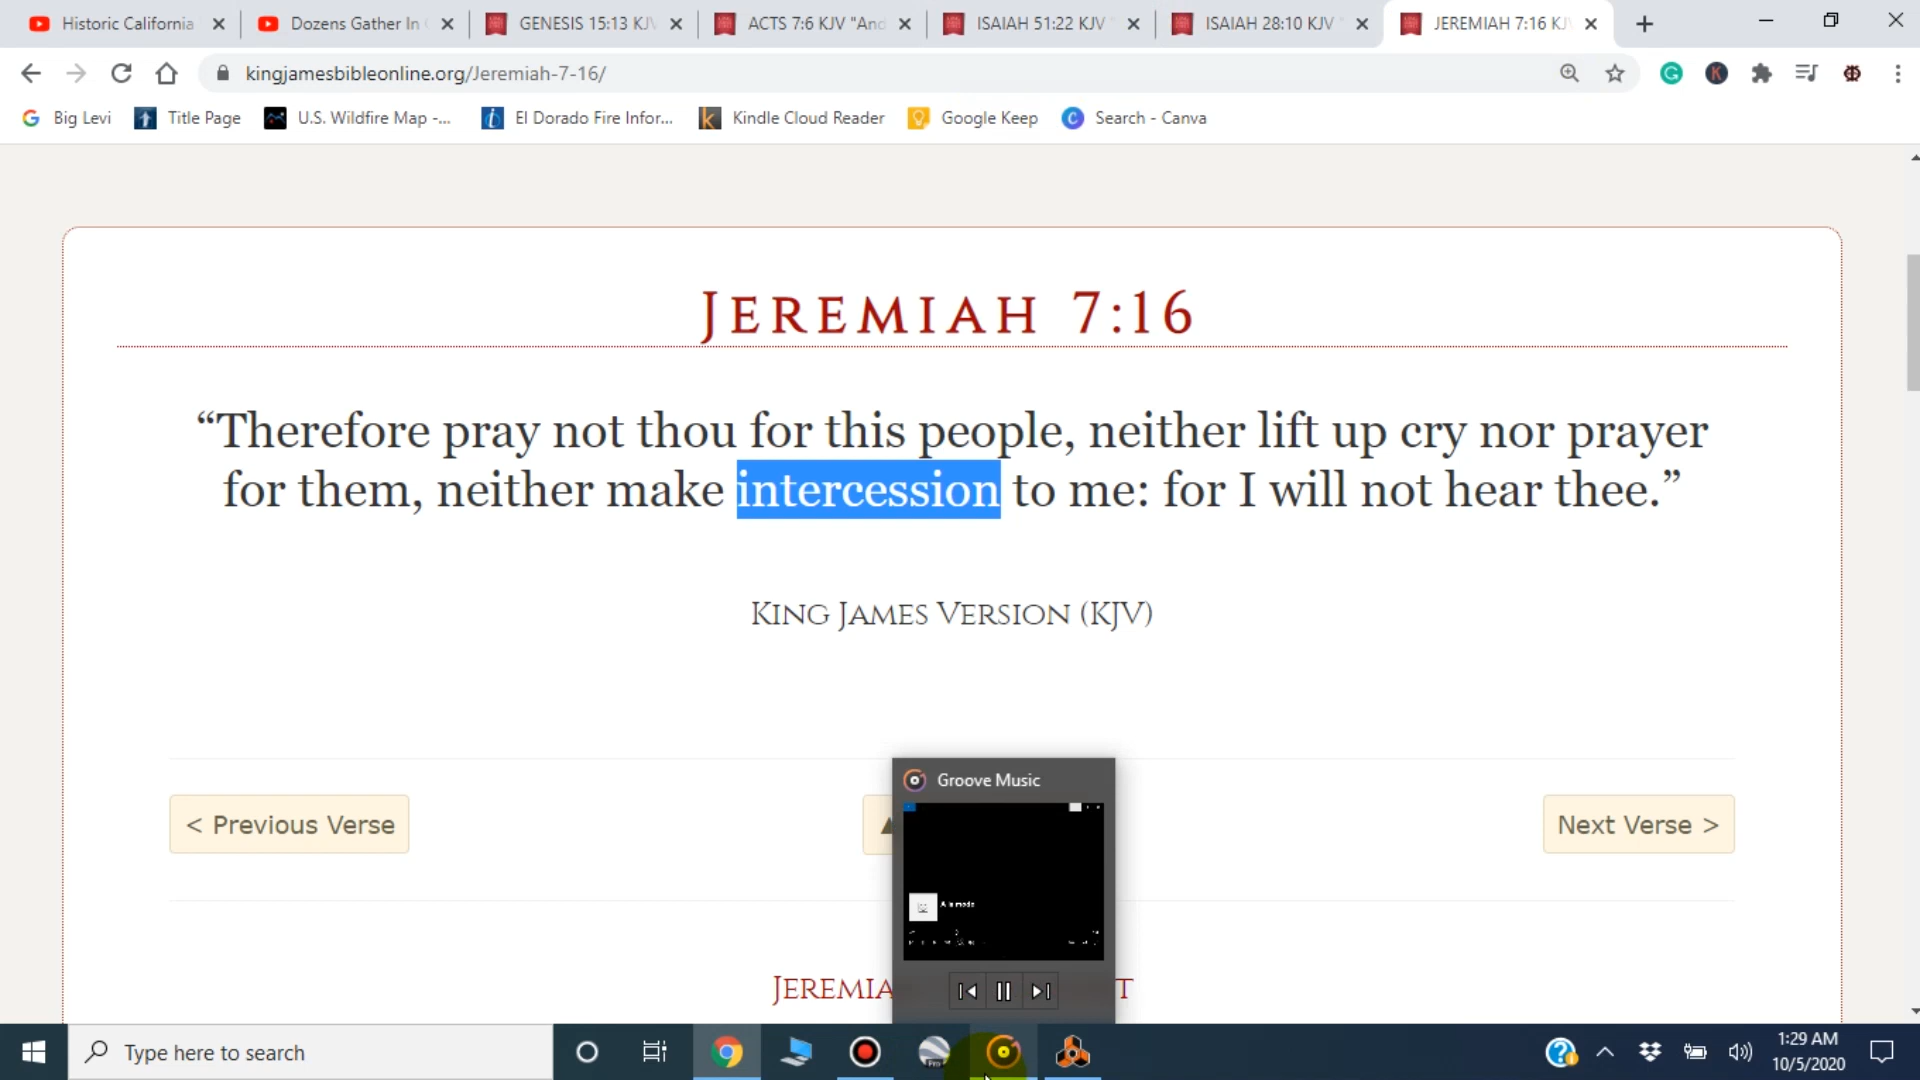 Historic California
Dozens Gather In
GENESIS 15:13 KJV
ACTS 7:6 KJV "And
ISAIAH 51:22 KJV
ISAIAH 28:10 KJV
JEREMIAH 7:16 KJV
kingjamesbibleonline.org/Jeremiah-7-16/
Big Levi
Title Page
U.S. Wildfire Map -...
El Dorado Fire Infor...
Kindle Cloud Reader
Google Keep
Search - Canva
JEREMIAH 7:16
“Therefore pray not thou for this people, neither lift up cry nor prayer
for them, neither make intercession to me: for I will not hear thee.”
KING JAMES VERSION (KJV)
Groove Music
< Previous Verse
Next Verse >
JEREMIA
T
Type here to search
1:29 AM
10/5/2020